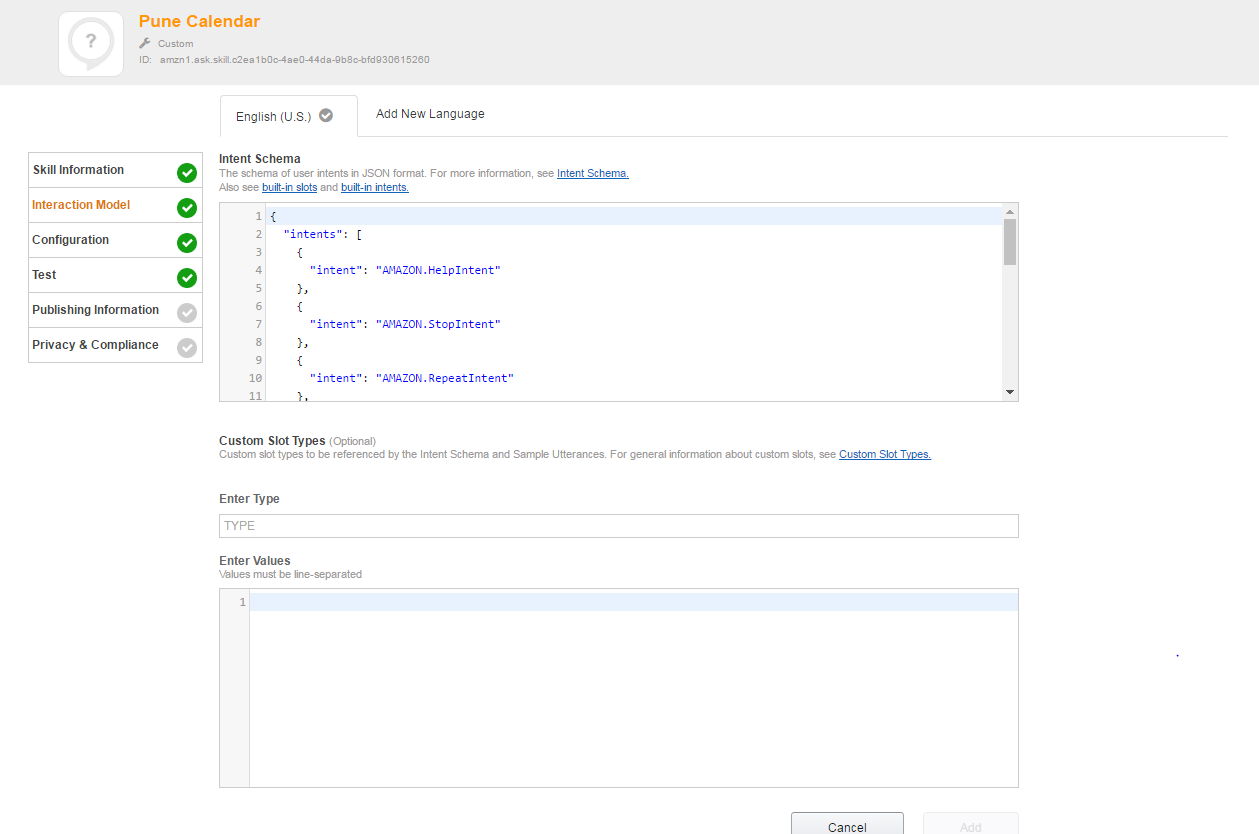 ?
Pune Calendar
Custom
ID: amzn1.ask.skill.c2ea1b0c-4ae0-44da-9b8c-bfd930615260
English (U.S.)
Add New Language
Skill Information
Interaction Model
Configuration
Test
Publishing Information
Privacy & Compliance
Intent Schema
The schema of user intents in JSON format. For more information, see Intent Schema.
Also see built-in slots and built-in intents.
1 {
2 "intents": [
3 {
4 "intent": "AMAZON.HelpIntent"
5 },
6 {
7 "intent": "AMAZON.StopIntent"
8 },
9 {
10 "intent": "AMAZON.RepeatIntent"
11 },
Custom Slot Types (Optional)
Custom slot types to be referenced by the Intent Schema and Sample Utterances. For general information about custom slots, see Custom Slot Types.
Enter Type
TYPE
Enter Values
Values must be line-separated
1
Cancel
Add